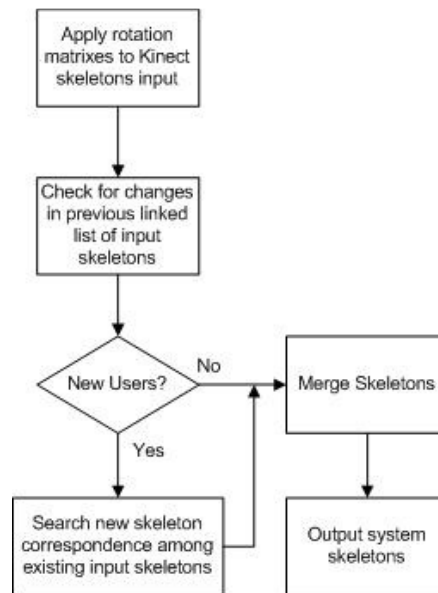 Apply rotation
matrixes to Kinect
skeletons input
Check for changes
in previous linked
list of input
skeletons
New Users?
No
Yes
Merge Skeletons
Search new skeleton
correspondence among
existing input skeletons
Output system
skeletons